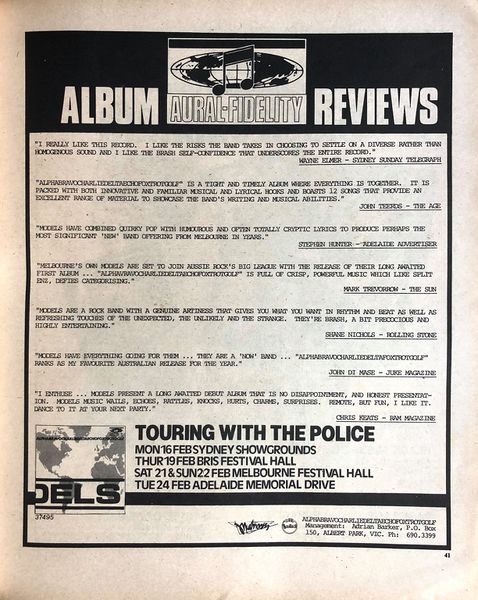 ALBUM AURAL-FIDELITY REVIEWS
"I REALLY LIKE THIS RECORD. I LIKE THE RISKS THE BAND TAKES IN CHOOSING TO SETTLE ON A DIVERSE RATHER THAN
HOMOGENOUS SOUND AND I LIKE THE BRASH SELF-CONFIDENCE THAT UNDERSCORES THE ENTIRE RECORD."
WAYNE ELMER - SYDNEY SUNDAY TELEGRAPH
"ALPHABRAVOCHARLIEDELTAECHOFOXTROTGOLF" IS A TIGHT AND TIMELY ALBUM WHERE EVERYTHING IS TOGETHER. IT IS
PACKED WITH BOTH INNOVATIVE AND FAMILIAR MUSICAL AND LYRICAL HOOKS AND BOASTS 12 SONGS THAT PROVIDE AN
EXCELLENT RANGE OF MATERIAL TO SHOWCASE THE BAND'S WRITING AND MUSICAL ABILITIES."
JOHN TEERDS - THE AGE
"MODELS HAVE COMBINED QUIRKY POP WITH HUMOUROUS AND OFTEN TOTALLY CRYPTIC LYRICS TO PRODUCE PERHAPS THE
MOST SIGNIFICANT 'NEW' BAND OFFERING FROM MELBOURNE IN YEARS."
STEPHEN HUNTER - ADELAIDE ADVERTISER
"MELBOURNE'S OWN MODELS ARE SET TO JOIN AUSSIE ROCK'S BIG LEAGUE WITH THE RELEASE OF THEIR LONG AWAITED
FIRST ALBUM ... "ALPHABRAVOCHARLIEDELTAECHOFOXTROTGOLF" IS FULL OF CRISP, POWERFUL MUSIC WHICH LIKE SPLIT
ENZ, DEFIES CATEGORISING."
MARK TREVORROW - THE SUN
"MODELS ARE A ROCK BAND WITH A GENUINE ARTINESS THAT GIVES YOU WHAT YOU WANT IN RHYTHM AND BEAT AS WELL AS
REFRESHING TOUCHES OF THE UNEXPECTED, THE UNLIKELY AND THE STRANGE. THEY'RE BRASH, A BIT PRECOCIOUS AND
HIGHLY ENTERTAINING."
SHANE NICHOLS - ROLLING STONE
"MODELS HAVE EVERYTHING GOING FOR THEM ... THEY ARE A 'NOW' BAND ... "ALPHABRAVOCHARLIEDELTAFOXTROTGOLF"
RANKS AS MY FAVOURITE AUSTRALIAN RELEASE FOR THE YEAR."
JOHN DI MASE - JUKE MAGAZINE
"I ENTHUSE ... MODELS PRESENT A LONG AWAITED DEBUT ALBUM THAT IS NO DISAPPOINTMENT, AND HONEST PRESENTAT-
ION. MODELS MUSIC WAILS, ECHOES, RATTLES, KNOCKS, HURTS, CHARMS, SURPRISES. REMOTE, BUT FUN, I LIKE IT.
DANCE TO IT AT YOUR NEXT PARTY."
CHRIS KEATS - RAM MAGAZINE
DELS
TOURING WITH THE POLICE
MON 16 FEB SYDNEY SHOWGROUNDS
THUR 19 FEB BRIS FESTIVAL HALL
SAT 21 & SUN 22 FEB MELBOURNE FESTIVAL HALL
TUE 24 FEB ADELAIDE MEMORIAL DRIVE
37495
Mushroom
ALPHABRAVOCHARLIEDELTAECHOFOXTROTGOLF
Management: Adrian Barker, P.O. Box
150, ALBERT PARK, VIC. Ph: 690.3399
41